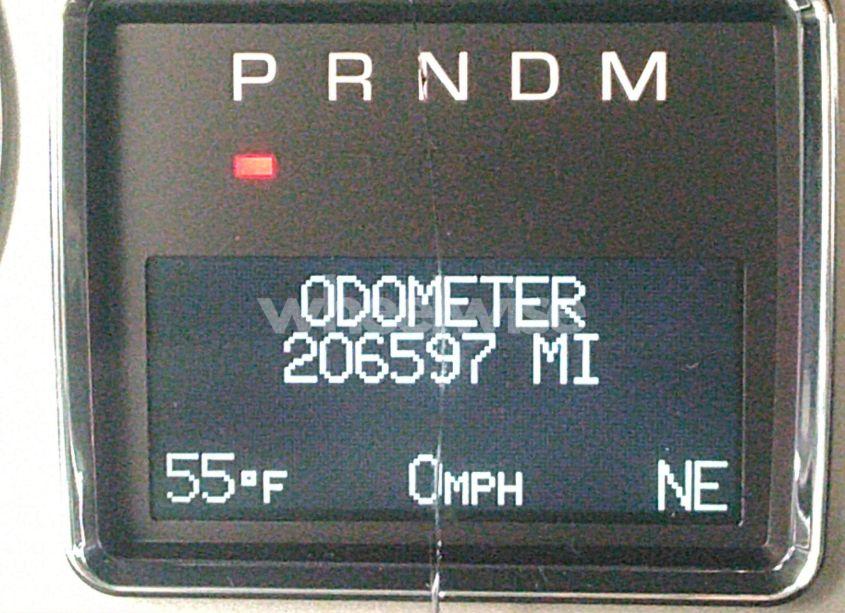 P R N D M
ODOMETER
206597 MI
55°F 0MPH NE